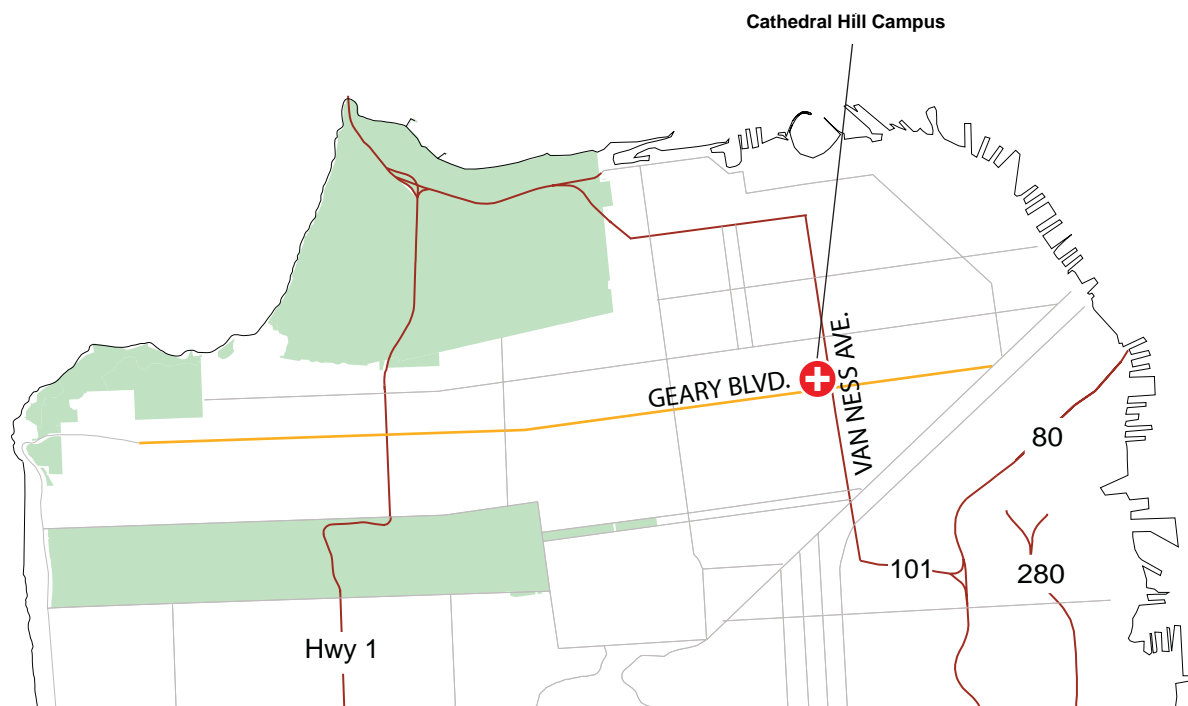 Cathedral Hill Campus
GEARY BLVD.
VAN NESS AVE.
80
101
280
Hwy 1